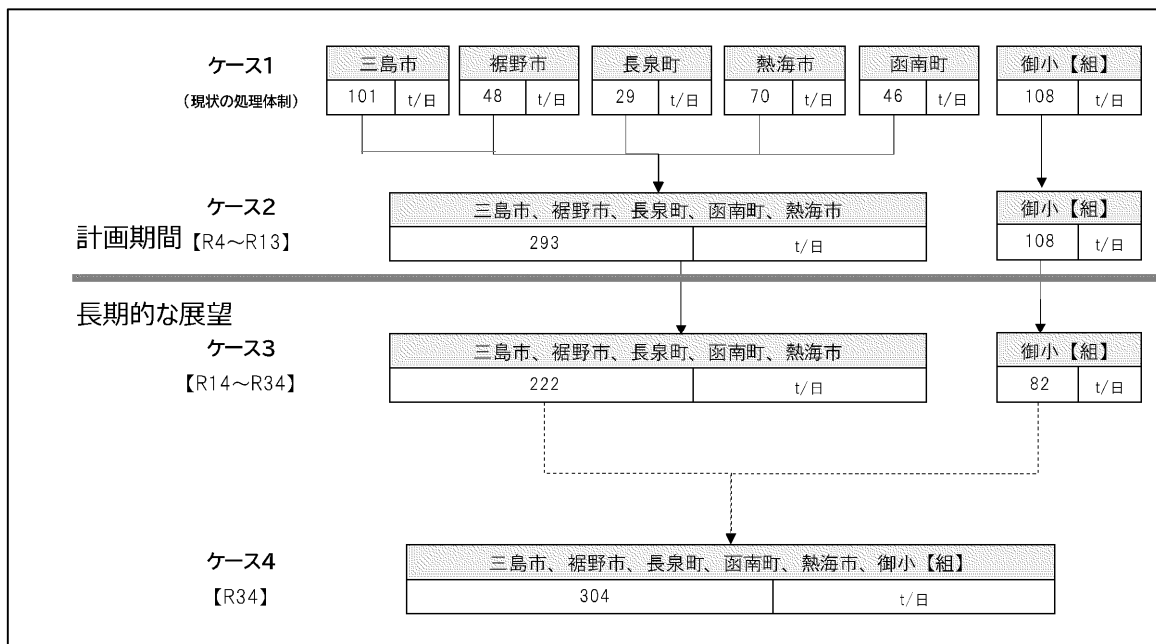 ケース1
(現状の処理体制)
三島市 裾野市 長泉町 熱海市 函南町 御小【組】
101 t/日 48 t/日 29 t/日 70 t/日 46 t/日 108 t/日
ケース2
計画期間【R4～R13】
三島市、裾野市、長泉町、函南町、熱海市 御小【組】
293 t/日 108 t/日
長期的な展望
ケース3
【R14～R34】
三島市、裾野市、長泉町、函南町、熱海市 御小【組】
222 t/日 82 t/日
ケース4
【R34】
三島市、裾野市、長泉町、函南町、熱海市、御小【組】
304 t/日